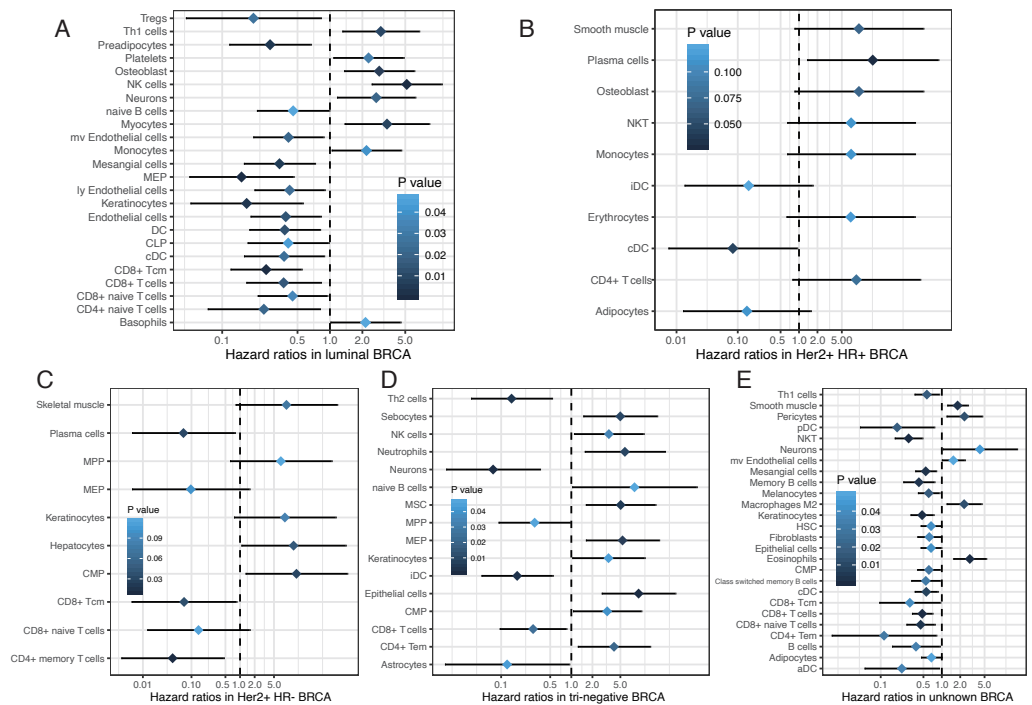 A
Tregs
Th1 cells
Preadipocytes
Platelets
Osteoblast
NK cells
Neurons
naive B cells
Myocytes
mv Endothelial cells
Monocytes
Mesangial cells
MEP
ly Endothelial cells
Keratinocytes
Endothelial cells
DC
CLP
cDC
CD8+ Tcm
CD8+ T cells
CD8+ naive T cells
CD4+ naive T cells
Basophils
P value
0.04
0.03
0.02
0.01
0.1 0.5 1.0 2.0 5.0
Hazard ratios in luminal BRCA
B
Smooth muscle
Plasma cells
Osteoblast
NKT
Monocytes
iDC
Erythrocytes
cDC
CD4+ T cells
Adipocytes
P value
0.100
0.075
0.050
0.01 0.10 0.5 1.0 2.0 5.00
Hazard ratios in Her2+ HR+ BRCA
C
Skeletal muscle
Plasma cells
MPP
MEP
Keratinocytes
Hepatocytes
CMP
CD8+ Tcm
CD8+ naive T cells
CD4+ memory T cells
P value
0.09
0.06
0.03
0.01 0.10 0.5 1.0 2.0 5.0
Hazard ratios in Her2+ HR- BRCA
D
Th2 cells
Sebocytes
NK cells
Neutrophils
Neurons
naive B cells
MSC
MPP
MEP
Keratinocytes
iDC
Epithelial cells
CMP
CD8+ T cells
CD4+ Tem
Astrocytes
P value
0.04
0.03
0.02
0.01
0.1 0.5 1.0 2.0 5.0
Hazard ratios in tri-negative BRCA
E
Th1 cells
Smooth muscle
Pericytes
pDC
NKT
Neurons
mv Endothelial cells
Mesangial cells
Memory B cells
Melanocytes
Macrophages M2
Keratinocytes
HSC
Fibroblasts
Epithelial cells
Eosinophils
CMP
Class switched memory B cells
cDC
CD8+ Tcm
CD8+ T cells
CD8+ naive T cells
CD4+ Tem
B cells
Adipocytes
aDC
P value
0.04
0.03
0.02
0.01
0.1 0.5 1.0 2.0 5.0
Hazard ratios in unknown BRCA